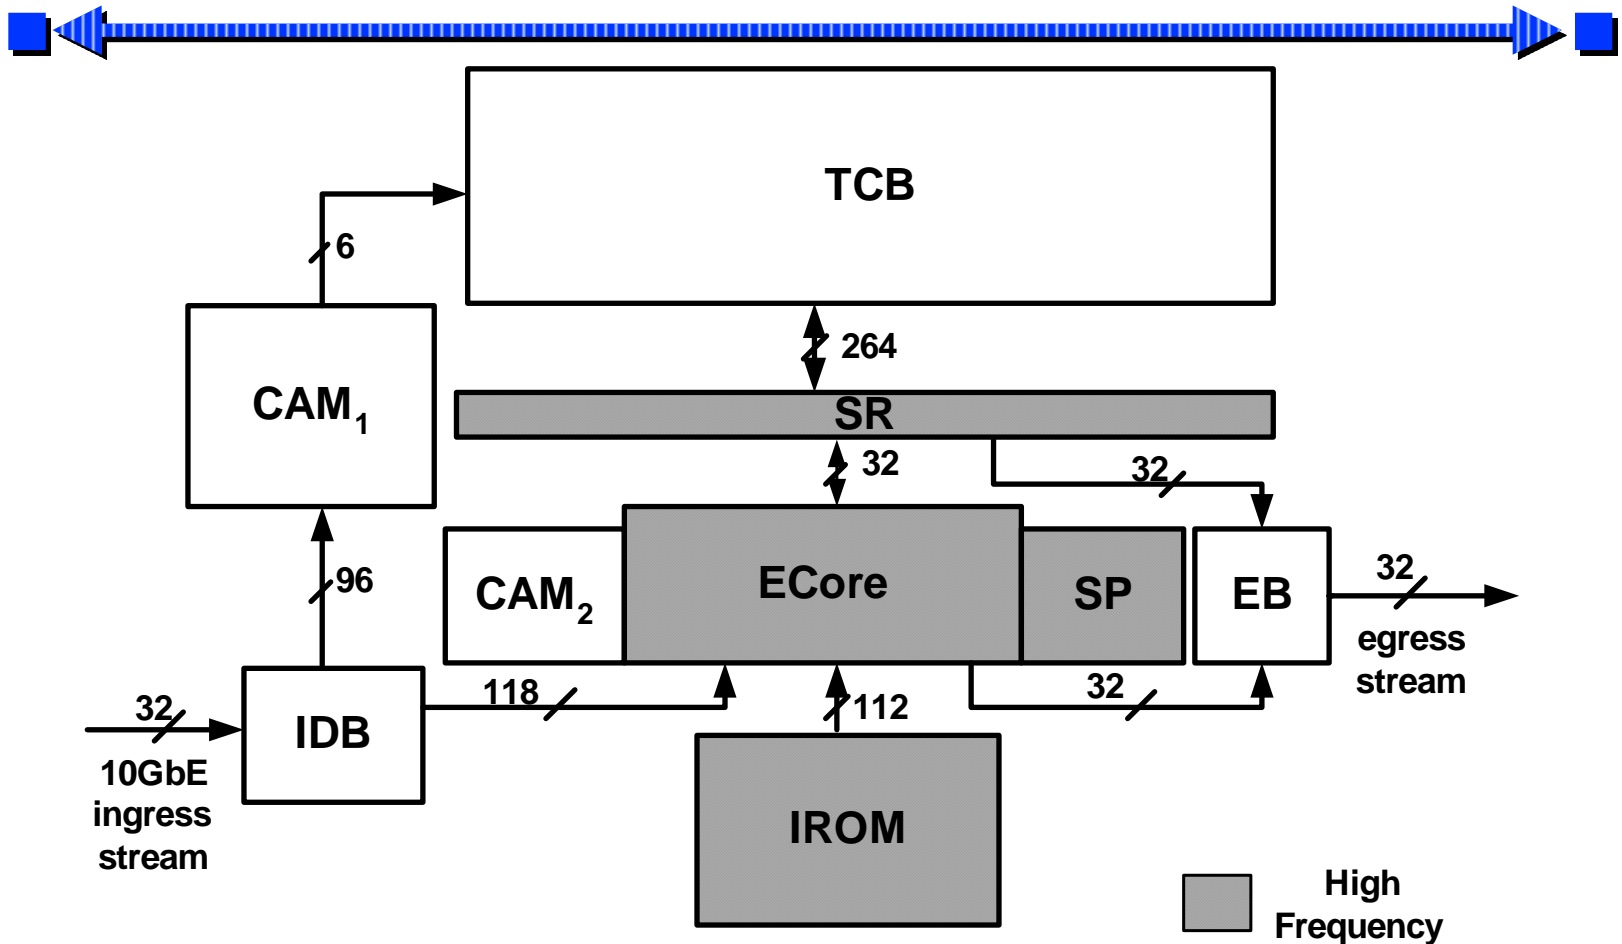 TCB
6
264
CAM1
SR
32
32
96
CAM2
ECore
SP
EB
32
egress
stream
118
32
32
IDB
112
10GbE
ingress
stream
IROM
High
Frequency